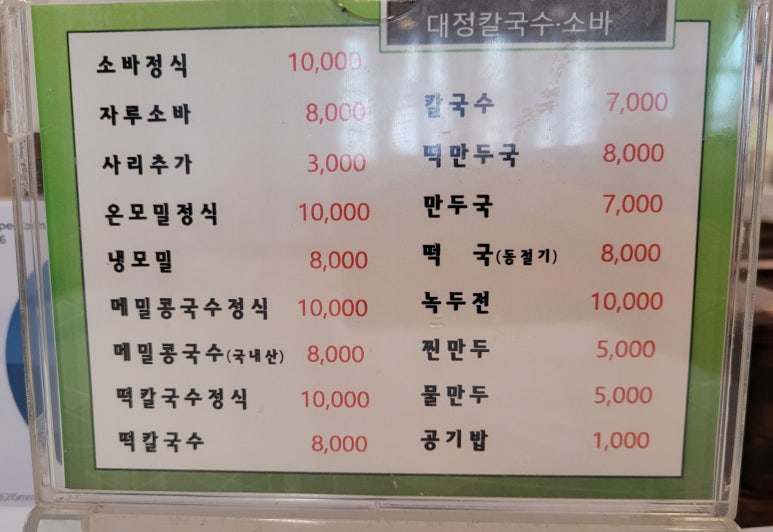 대정칼국수·소바
소바정식 10,000
자루소바 8,000
사리추가 3,000
온모밀정식 10,000
냉모밀 8,000
메밀콩국수정식 10,000
메밀콩국수(국내산) 8,000
떡칼국수정식 10,000
떡칼국수 8,000
칼국수 7,000
떡만두국 8,000
만두국 7,000
떡 국(동절기) 8,000
녹두전 10,000
찐만두 5,000
물만두 5,000
공기밥 1,000